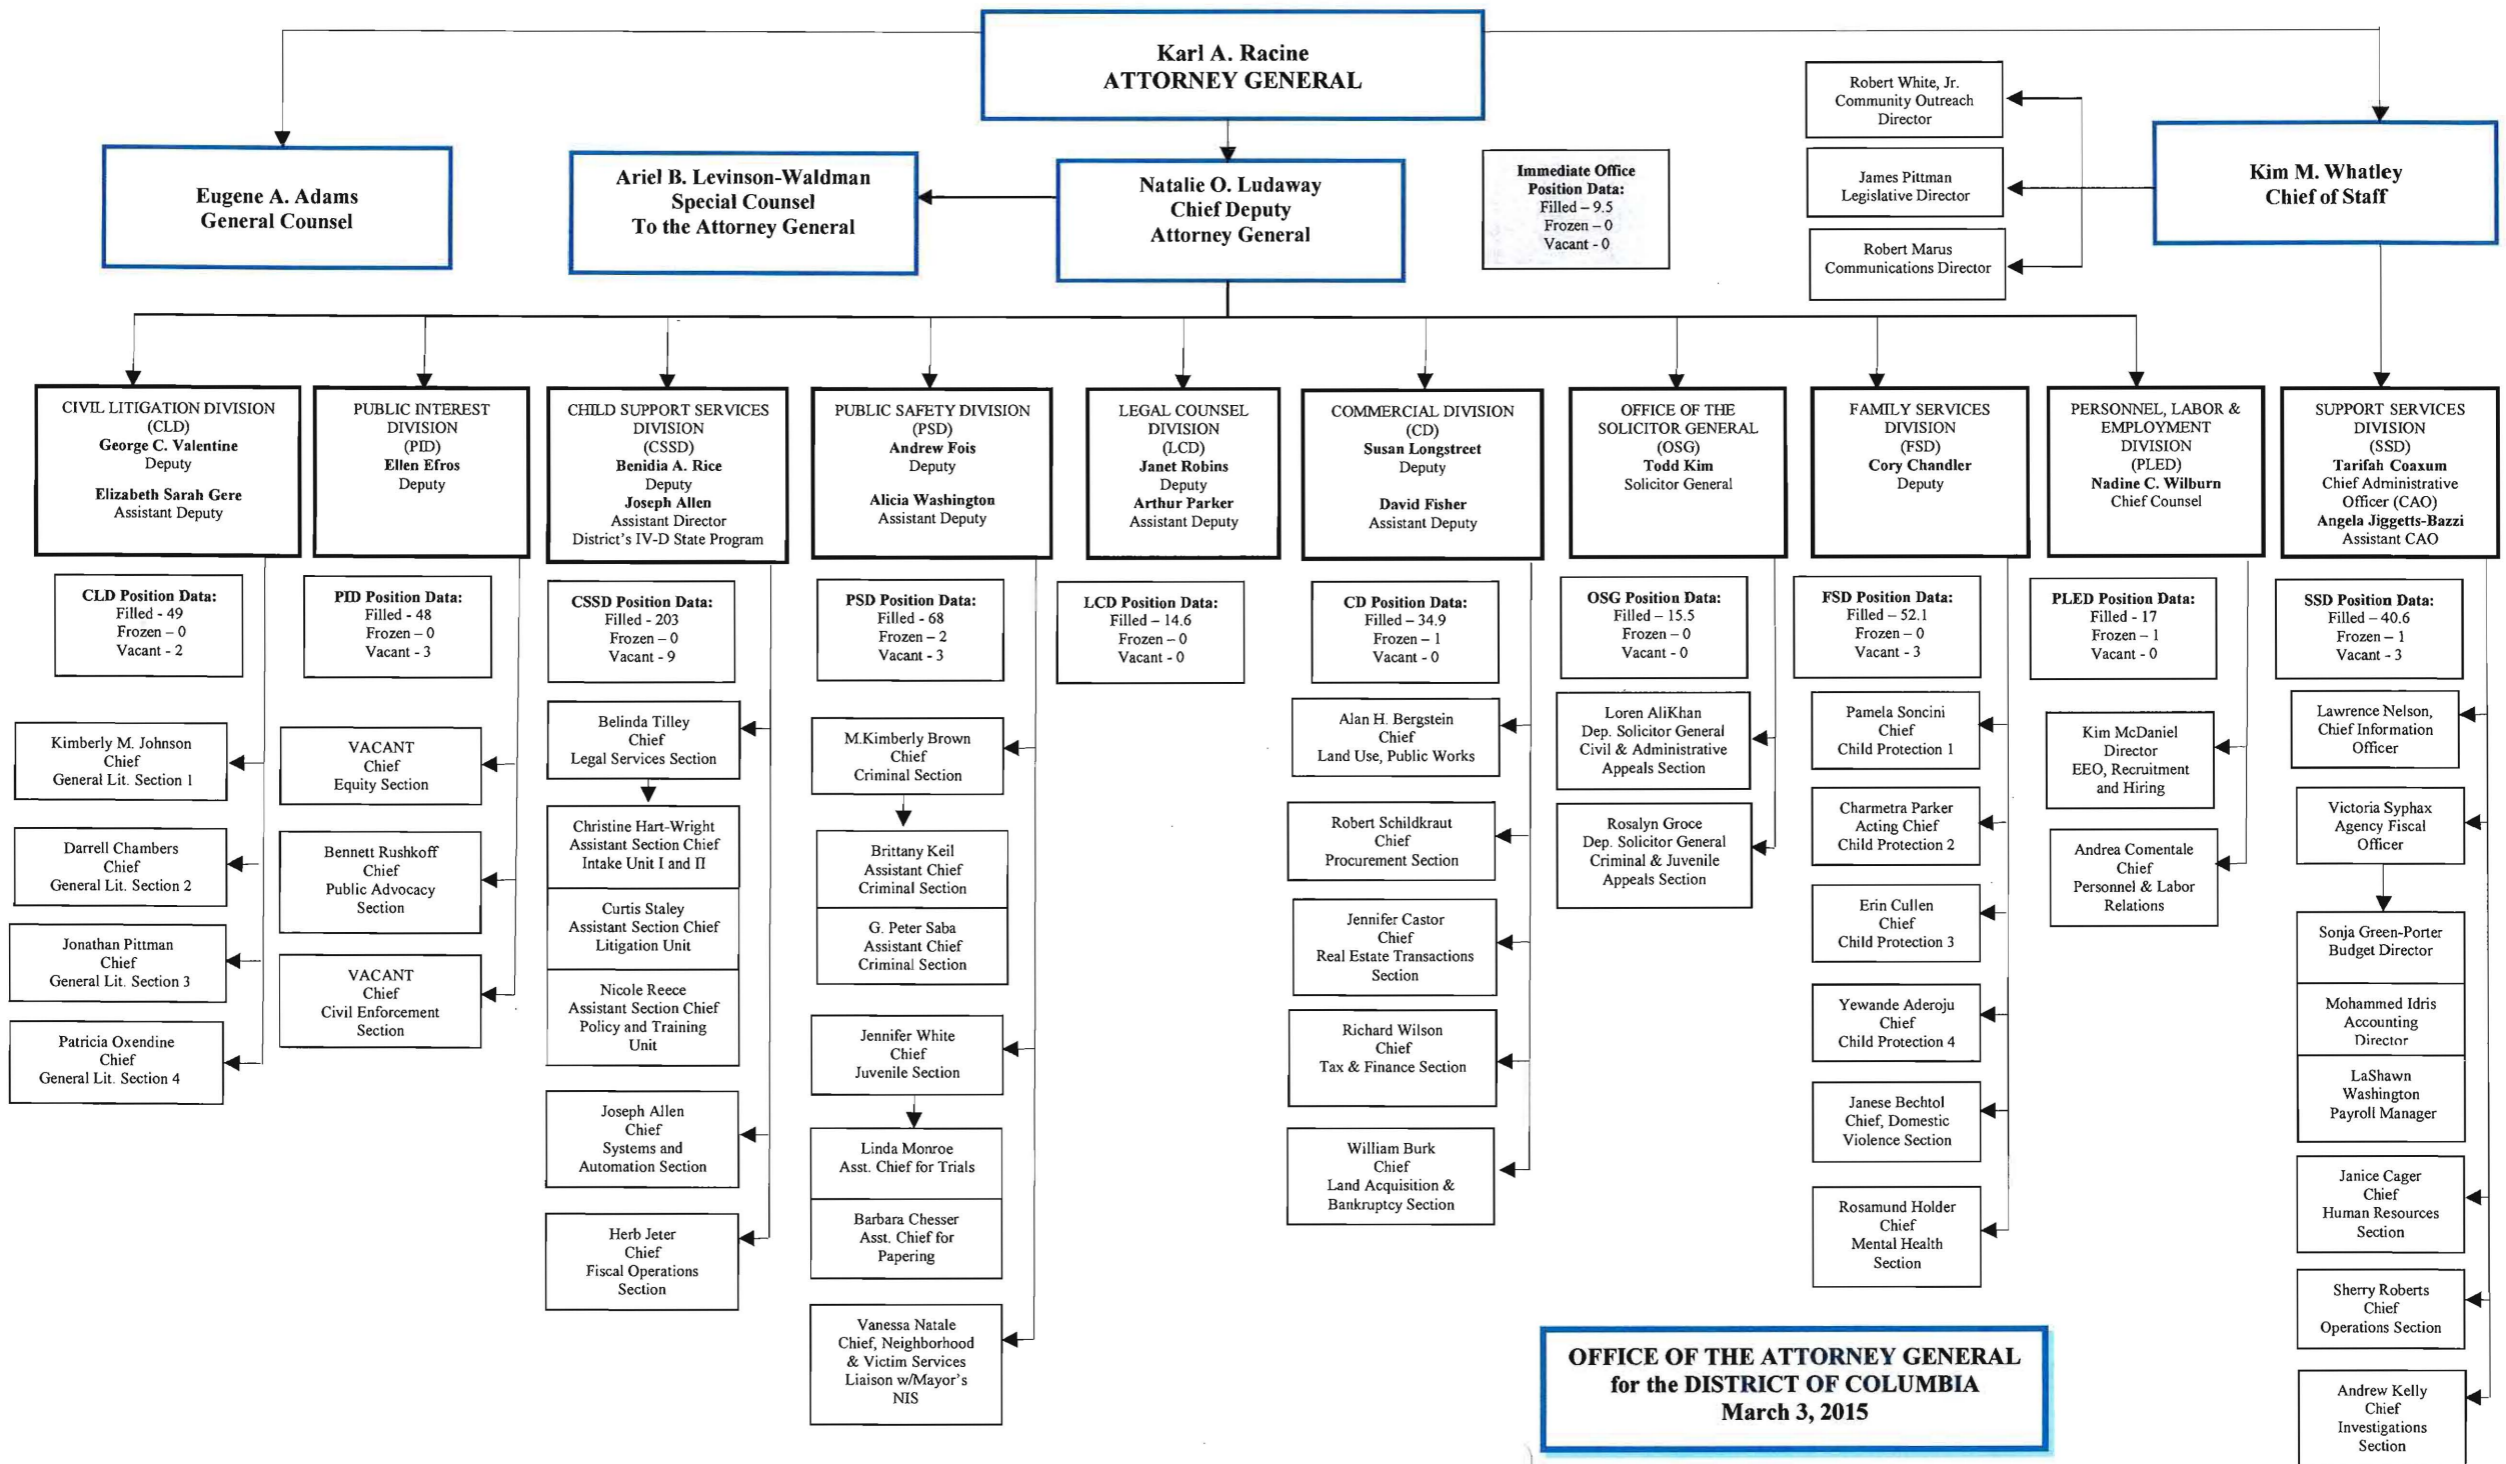 Karl A. Racine
ATTORNEY GENERAL
Eugene A. Adams
General Counsel
Ariel B. Levinson-Waldman
Special Counsel
To the Attorney General
Natalie O. Ludaway
Chief Deputy
Attorney General
Immediate Office
Position Data:
Filled – 9.5
Frozen – 0
Vacant - 0
Robert White, Jr.
Community Outreach
Director
James Pittman
Legislative Director
Robert Marus
Communications Director
Kim M. Whatley
Chief of Staff
CIVIL LITIGATION DIVISION
(CLD)
George C. Valentine
Deputy
Elizabeth Sarah Gere
Assistant Deputy
CLD Position Data:
Filled - 49
Frozen – 0
Vacant - 2
Kimberly M. Johnson
Chief
General Lit. Section 1
Darrell Chambers
Chief
General Lit. Section 2
Jonathan Pittman
Chief
General Lit. Section 3
Patricia Oxendine
Chief
General Lit. Section 4
PUBLIC INTEREST
DIVISION
(PID)
Ellen Efros
Deputy
PID Position Data:
Filled - 48
Frozen – 0
Vacant - 3
VACANT
Chief
Equity Section
Bennett Rushkoff
Chief
Public Advocacy
Section
VACANT
Chief
Civil Enforcement
Section
CHILD SUPPORT SERVICES
DIVISION
(CSSD)
Benidia A. Rice
Deputy
Joseph Allen
Assistant Director
District's IV-D State Program
CSSD Position Data:
Filled - 203
Frozen – 0
Vacant - 9
Belinda Tilley
Chief
Legal Services Section
Christine Hart-Wright
Assistant Section Chief
Intake Unit I and II
Curtis Staley
Assistant Section Chief
Litigation Unit
Nicole Reece
Assistant Section Chief
Policy and Training
Unit
Joseph Allen
Chief
Systems and
Automation Section
Herb Jeter
Chief
Fiscal Operations
Section
PUBLIC SAFETY DIVISION
(PSD)
Andrew Fois
Deputy
Alicia Washington
Assistant Deputy
PSD Position Data:
Filled - 68
Frozen – 2
Vacant - 3
M.Kimberly Brown
Chief
Criminal Section
Brittany Keil
Assistant Chief
Criminal Section
G. Peter Saba
Assistant Chief
Criminal Section
Jennifer White
Chief
Juvenile Section
Linda Monroe
Asst. Chief for Trials
Barbara Chesser
Asst. Chief for
Papering
Vanessa Natale
Chief, Neighborhood
& Victim Services
Liaison w/Mayor's
NIS
LEGAL COUNSEL
DIVISION
(LCD)
Janet Robins
Deputy
Arthur Parker
Assistant Deputy
LCD Position Data:
Filled – 14.6
Frozen – 0
Vacant - 0
COMMERCIAL DIVISION
(CD)
Susan Longstreet
Deputy
David Fisher
Assistant Deputy
CD Position Data:
Filled – 34.9
Frozen – 1
Vacant - 0
Alan H. Bergstein
Chief
Land Use, Public Works
Robert Schildkraut
Chief
Procurement Section
Jennifer Castor
Chief
Real Estate Transactions
Section
Richard Wilson
Chief
Tax & Finance Section
William Burk
Chief
Land Acquisition &
Bankruptcy Section
OFFICE OF THE
SOLICITOR GENERAL
(OSG)
Todd Kim
Solicitor General
OSG Position Data:
Filled – 15.5
Frozen – 0
Vacant - 0
Loren AliKhan
Dep. Solicitor General
Civil & Administrative
Appeals Section
Rosalyn Groce
Dep. Solicitor General
Criminal & Juvenile
Appeals Section
FAMILY SERVICES
DIVISION
(FSD)
Cory Chandler
Deputy
FSD Position Data:
Filled – 52.1
Frozen – 0
Vacant - 3
Pamela Soncini
Chief
Child Protection 1
Charmetra Parker
Acting Chief
Child Protection 2
Erin Cullen
Chief
Child Protection 3
Yewande Aderoju
Chief
Child Protection 4
Janese Bechtol
Chief, Domestic
Violence Section
Rosamund Holder
Chief
Mental Health
Section
PERSONNEL, LABOR &
EMPLOYMENT
DIVISION
(PLED)
Nadine C. Wilburn
Chief Counsel
PLED Position Data:
Filled - 17
Frozen – 1
Vacant - 0
Kim McDaniel
Director
EEO, Recruitment
and Hiring
Andrea Comentale
Chief
Personnel & Labor
Relations
SUPPORT SERVICES
DIVISION
(SSD)
Tarifah Coaxum
Chief Administrative
Officer (CAO)
Angela Jiggetts-Bazzi
Assistant CAO
SSD Position Data:
Filled – 40.6
Frozen – 1
Vacant - 3
Lawrence Nelson,
Chief Information
Officer
Victoria Syphax
Agency Fiscal
Officer
Sonja Green-Porter
Budget Director
Mohammed Idris
Accounting
Director
LaShawn
Washington
Payroll Manager
Janice Cager
Chief
Human Resources
Section
Sherry Roberts
Chief
Operations Section
Andrew Kelly
Chief
Investigations
Section
OFFICE OF THE ATTORNEY GENERAL
for the DISTRICT OF COLUMBIA
March 3, 2015